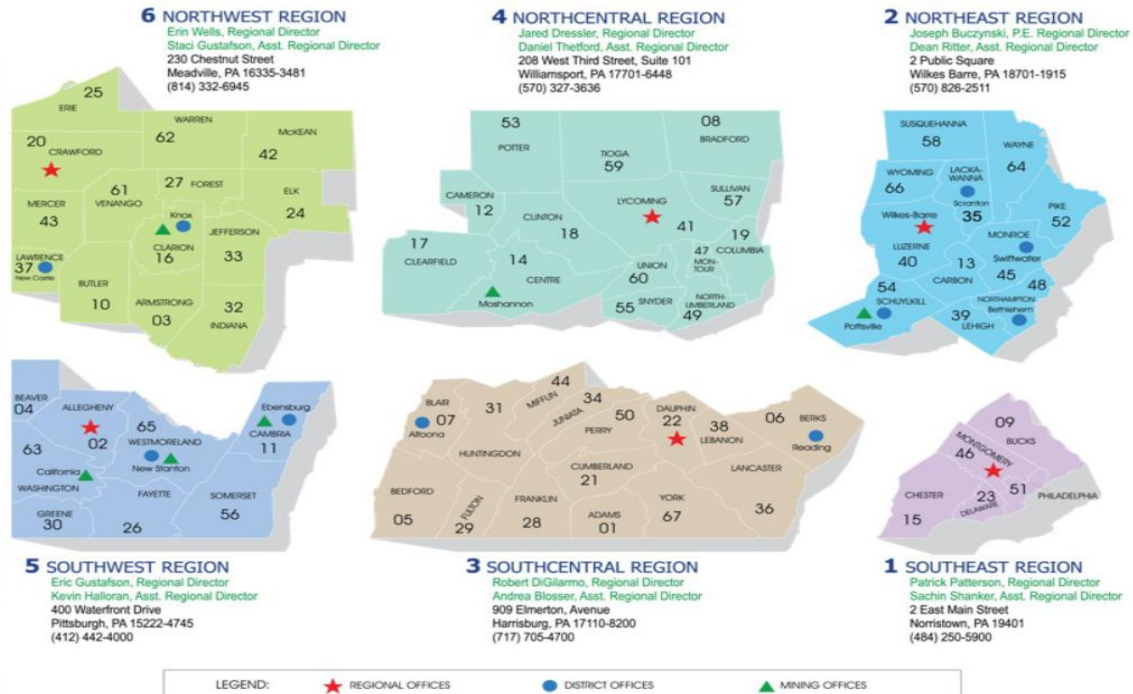 6 NORTHWEST REGION
Erin Wells, Regional Director
Staci Gustafson, Asst. Regional Director
230 Chestnut Street
Meadville, PA 16335-3481
(814) 332-6945
4 NORTHCENTRAL REGION
Jared Dressler, Regional Director
Daniel Thetford, Asst. Regional Director
208 West Third Street, Suite 101
Williamsport, PA 17701-6448
(570) 327-3636
2 NORTHEAST REGION
Joseph Buczynski, P.E. Regional Director
Dean Ritter, Asst. Regional Director
2 Public Square
Wilkes Barre, PA 18701-1915
(570) 826-2511
25
ERIE
20
CRAWFORD
WARREN
62
McKEAN
42
MERCER
43
61
VENANGO
27
FOREST
ELK
24
Knox
CLARION
16
JEFFERSON
33
LAWRENCE
37
New Castle
BUTLER
10
ARMSTRONG
03
32
INDIANA
53
POTTER
TIOGA
59
08
BRADFORD
CAMERON
12
CLINTON
18
LYCOMING
41
SULLIVAN
57
19
COLUMBIA
17
CLEARFIELD
14
CENTRE
Moshannon
UNION
60
47
MON-
TOUR
55
SNYDER
NORTH-
UMBERLAND
49
SUSQUEHANNA
58
WAYNE
64
WYOMING
66
LACKA-
WANNA
Scranton
35
PIKE
52
Wilkes-Barre
LUZERNE
40
MONROE
Swiftwater
45
13
CARBON
48
54
SCHUYLKILL
Pottsville
NORTHAMPTON
Bethlehem
39
LEHIGH
BEAVER
04
ALLEGHENY
02
65
WESTMORELAND
New Stanton
Ebensburg
CAMBRIA
11
63
California
WASHINGTON
FAYETTE
26
SOMERSET
56
GREENE
30
BLAIR
07
Altoona
31
HUNTINGDON
44
MIFFLIN
34
JUNIATA
50
PERRY
DAUPHIN
22
38
LEBANON
06
BERKS
Reading
CUMBERLAND
21
LANCASTER
36
BEDFORD
05
FULTON
29
FRANKLIN
28
ADAMS
01
YORK
67
09
BUCKS
MONTGOMERY
46
CHESTER
15
23
DELAWARE
51
PHILADELPHIA
5 SOUTHWEST REGION
Eric Gustafson, Regional Director
Kevin Halloran, Asst. Regional Director
400 Waterfront Drive
Pittsburgh, PA 15222-4745
(412) 442-4000
3 SOUTHCENTRAL REGION
Robert DiGilarmo, Regional Director
Andrea Blosser, Asst. Regional Director
909 Elmerton, Avenue
Harrisburg, PA 17110-8200
(717) 705-4700
1 SOUTHEAST REGION
Patrick Patterson, Regional Director
Sachin Shanker, Asst. Regional Director
2 East Main Street
Norristown, PA 19401
(484) 250-5900
LEGEND: REGIONAL OFFICES DISTRICT OFFICES MINING OFFICES